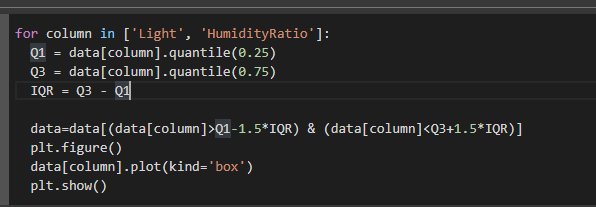 for column in ['Light', 'HumidityRatio']:
  Q1 = data[column].quantile(0.25)
  Q3 = data[column].quantile(0.75)
  IQR = Q3 - Q1
  data=data[(data[column]>Q1-1.5*IQR) & (data[column]<Q3+1.5*IQR)]
  plt.figure()
  data[column].plot(kind='box')
  plt.show()